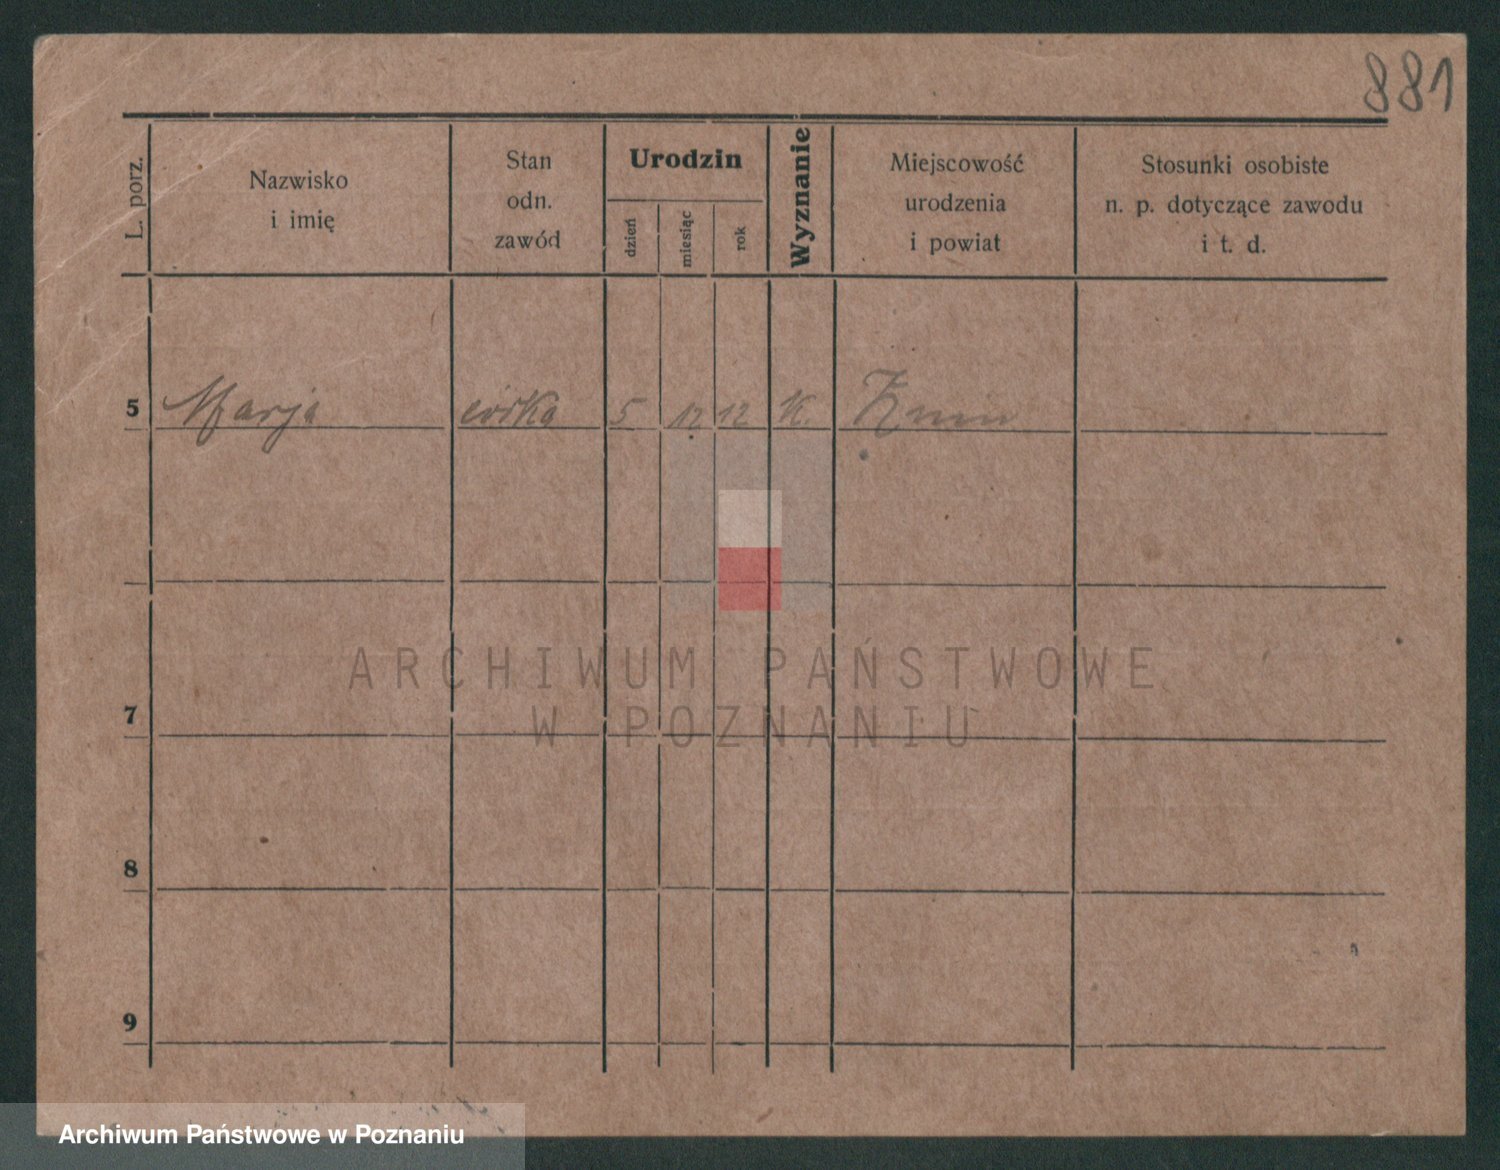 881
L. porz.
Nazwisko
i imię
Stan
odn.
zawód
Urodzin
dzień
miesiąc
rok
Wyznanie
Miejscowość
urodzenia
i powiat
Stosunki osobiste
n. p. dotyczące zawodu
i t. d.
5 Marja córka 5 12 12 K. Żnin
7
8
9
ARCHIWUM PAŃSTWOWE
W POZNANIU
Archiwum Państwowe w Poznaniu